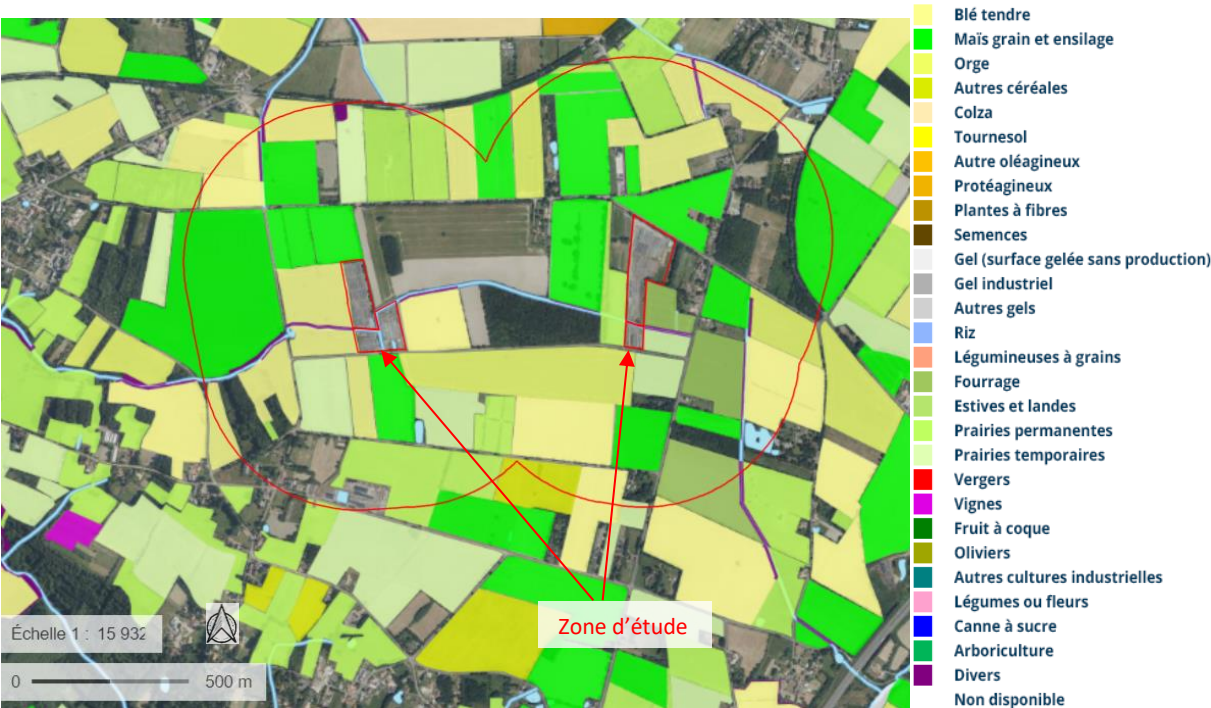 Blé tendre
Maïs grain et ensilage
Orge
Autres céréales
Colza
Tournesol
Autre oléagineux
Protéagineux
Plantes à fibres
Semences
Gel (surface gelée sans production)
Gel industriel
Autres gels
Riz
Légumineuses à grains
Fourrage
Estives et landes
Prairies permanentes
Prairies temporaires
Vergers
Vignes
Fruit à coque
Oliviers
Autres cultures industrielles
Légumes ou fleurs
Canne à sucre
Arboriculture
Divers
Non disponible
Zone d'étude
Échelle 1 : 15 932
0 500 m